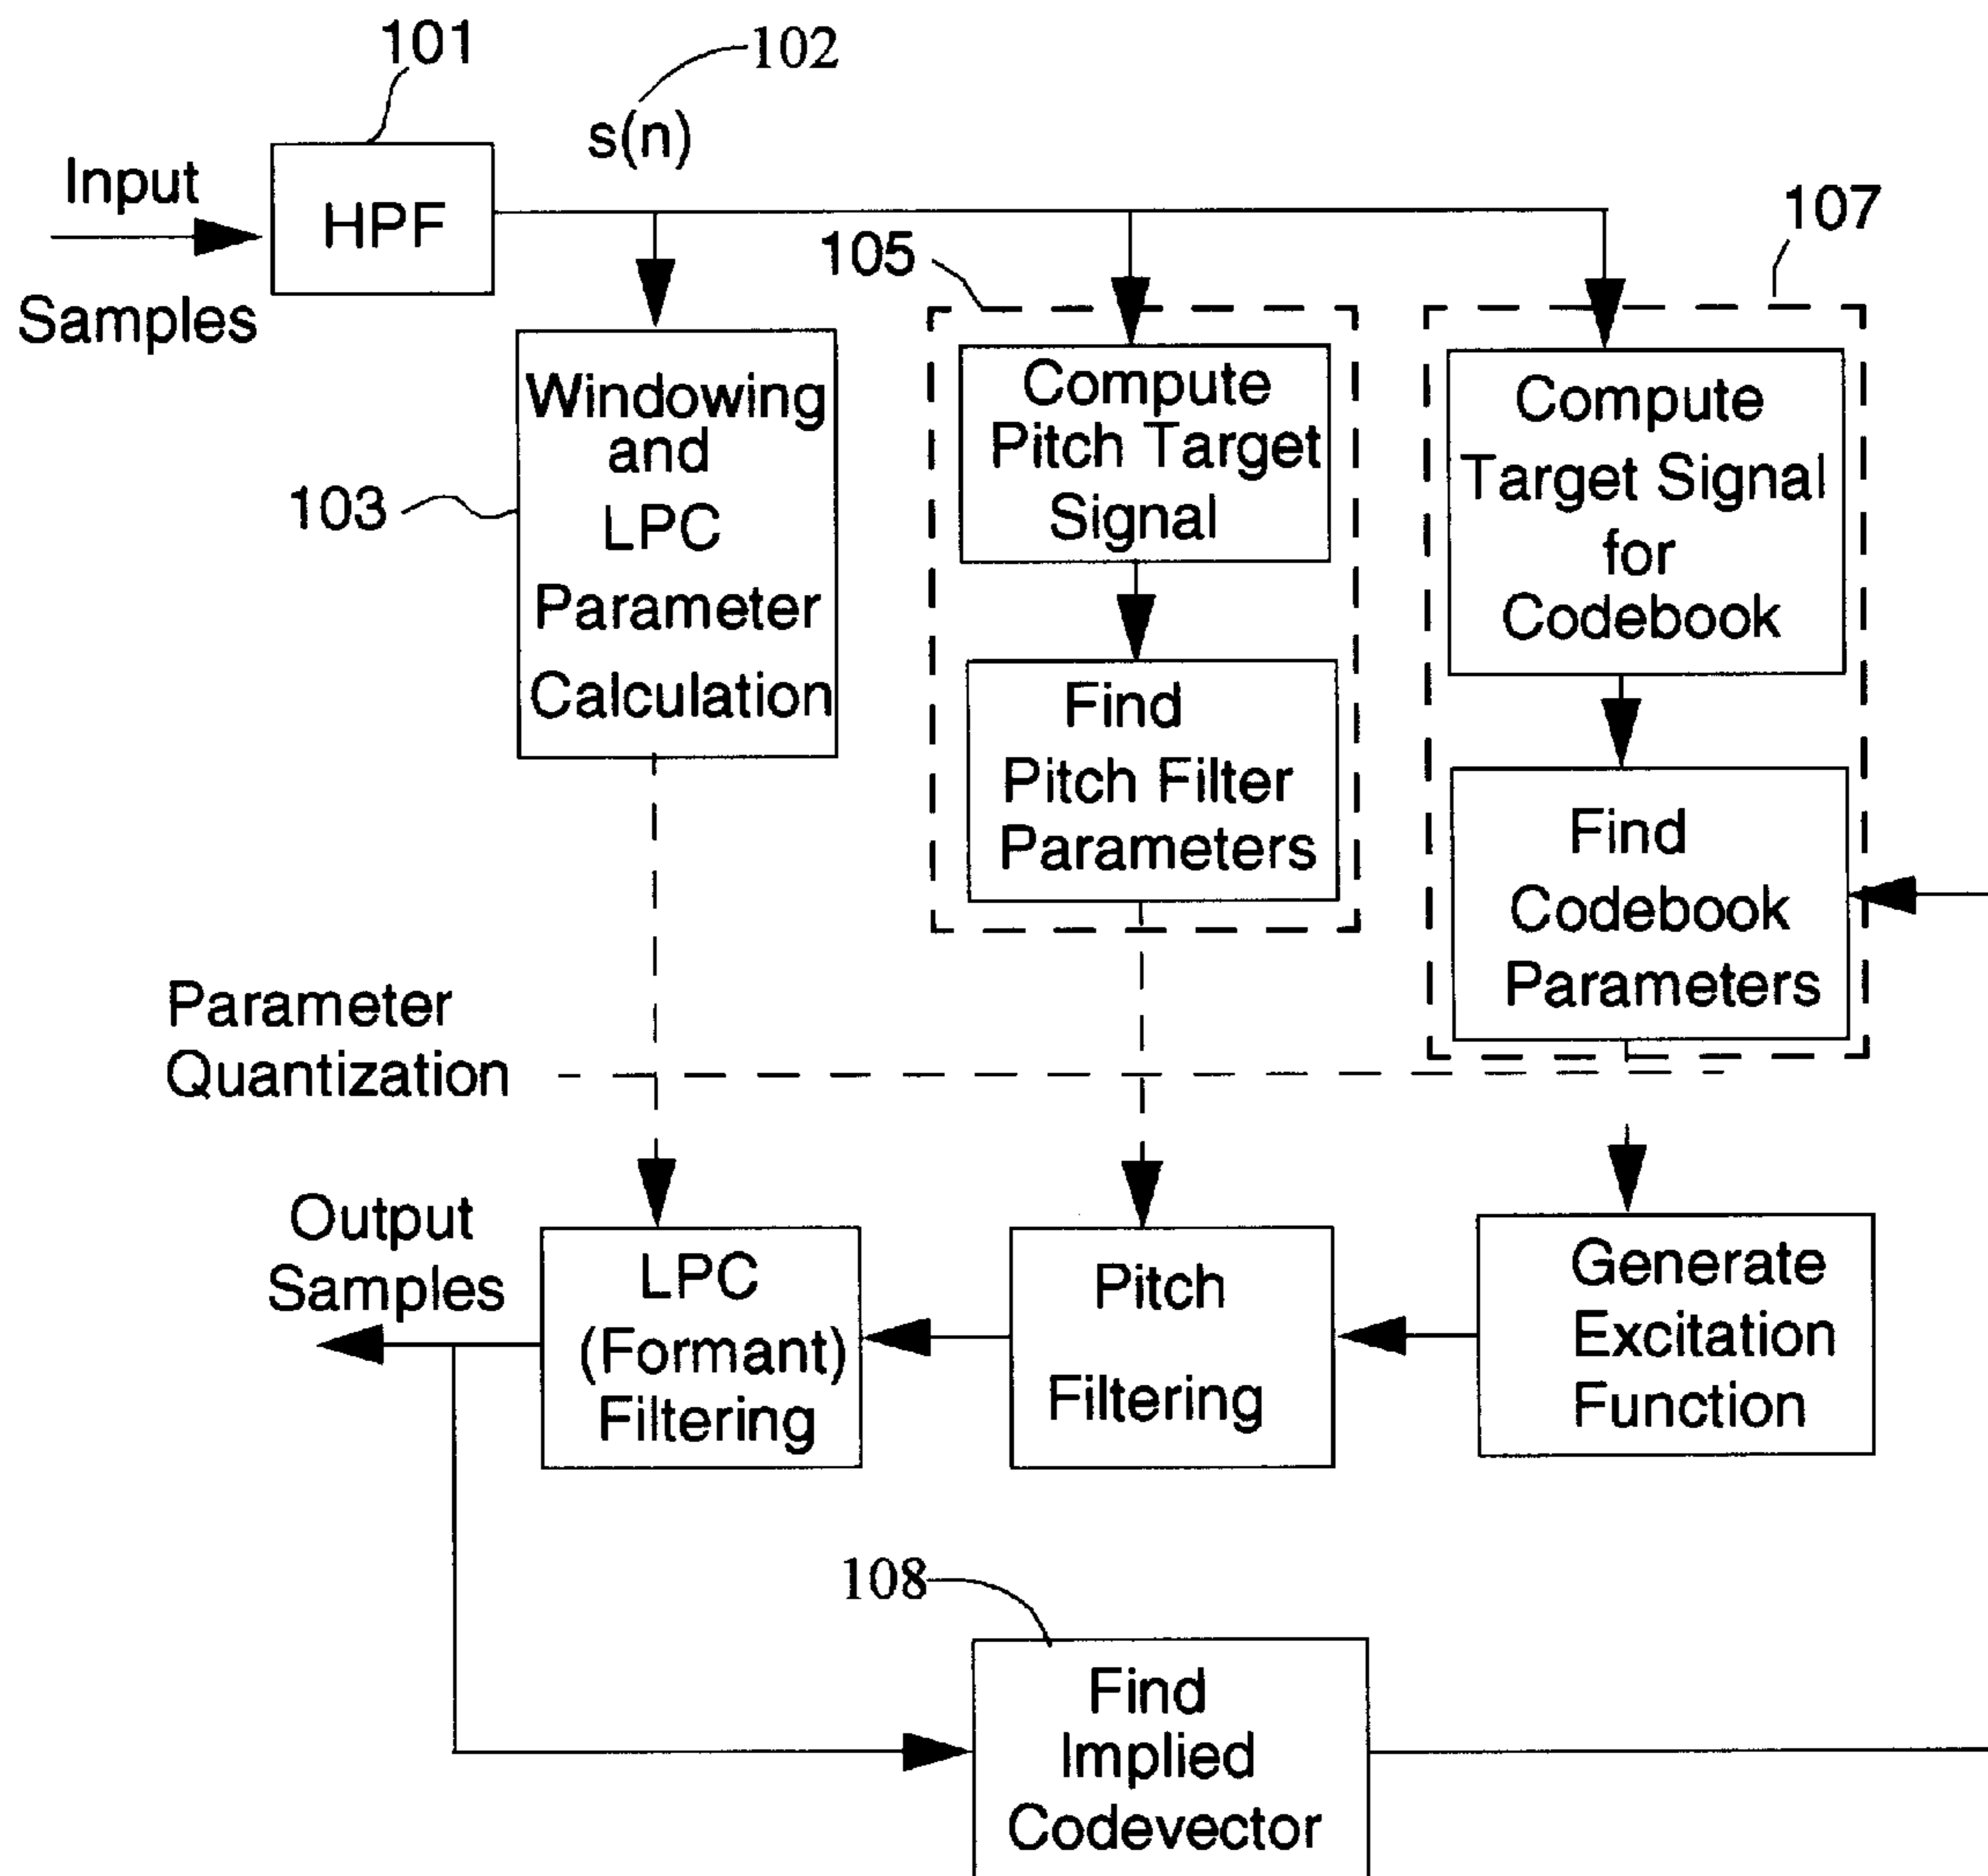 101
102
s(n)
Input
Samples
HPF
105
107
Windowing
and
LPC
Parameter
Calculation
103
Compute
Pitch Target
Signal
Compute
Target Signal
for
Codebook
Find
Pitch Filter
Parameters
Find
Codebook
Parameters
Parameter
Quantization
Output
Samples
LPC
(Formant)
Filtering
Pitch
Filtering
Generate
Excitation
Function
108
Find
Implied
Codevector